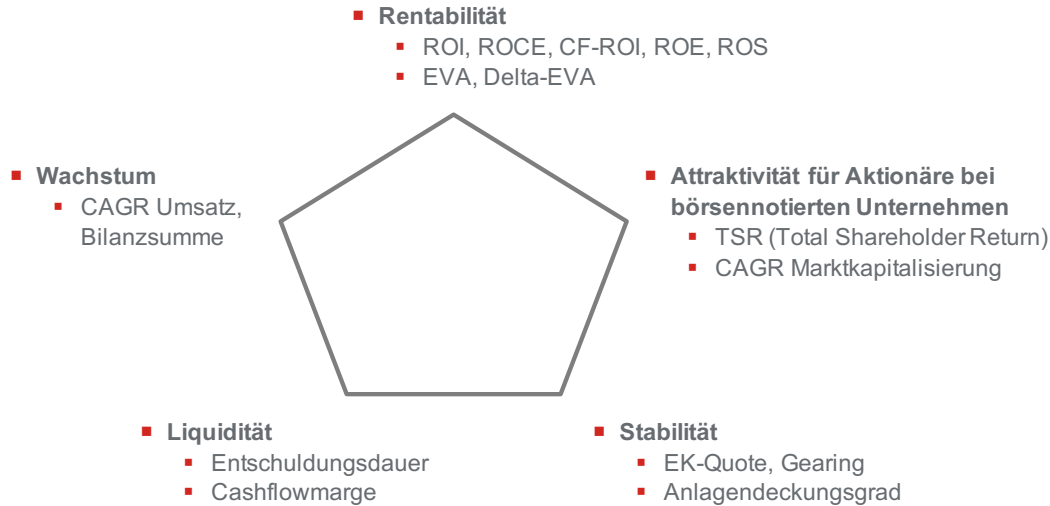 Rentabilität
ROI, ROCE, CF-ROI, ROE, ROS
EVA, Delta-EVA
Wachstum
CAGR Umsatz,
Bilanzsumme
Attraktivität für Aktionäre bei
börsennotierten Unternehmen
TSR (Total Shareholder Return)
CAGR Marktkapitalisierung
Liquidität
Entschuldungsdauer
Cashflowmarge
Stabilität
EK-Quote, Gearing
Anlagendeckungsgrad